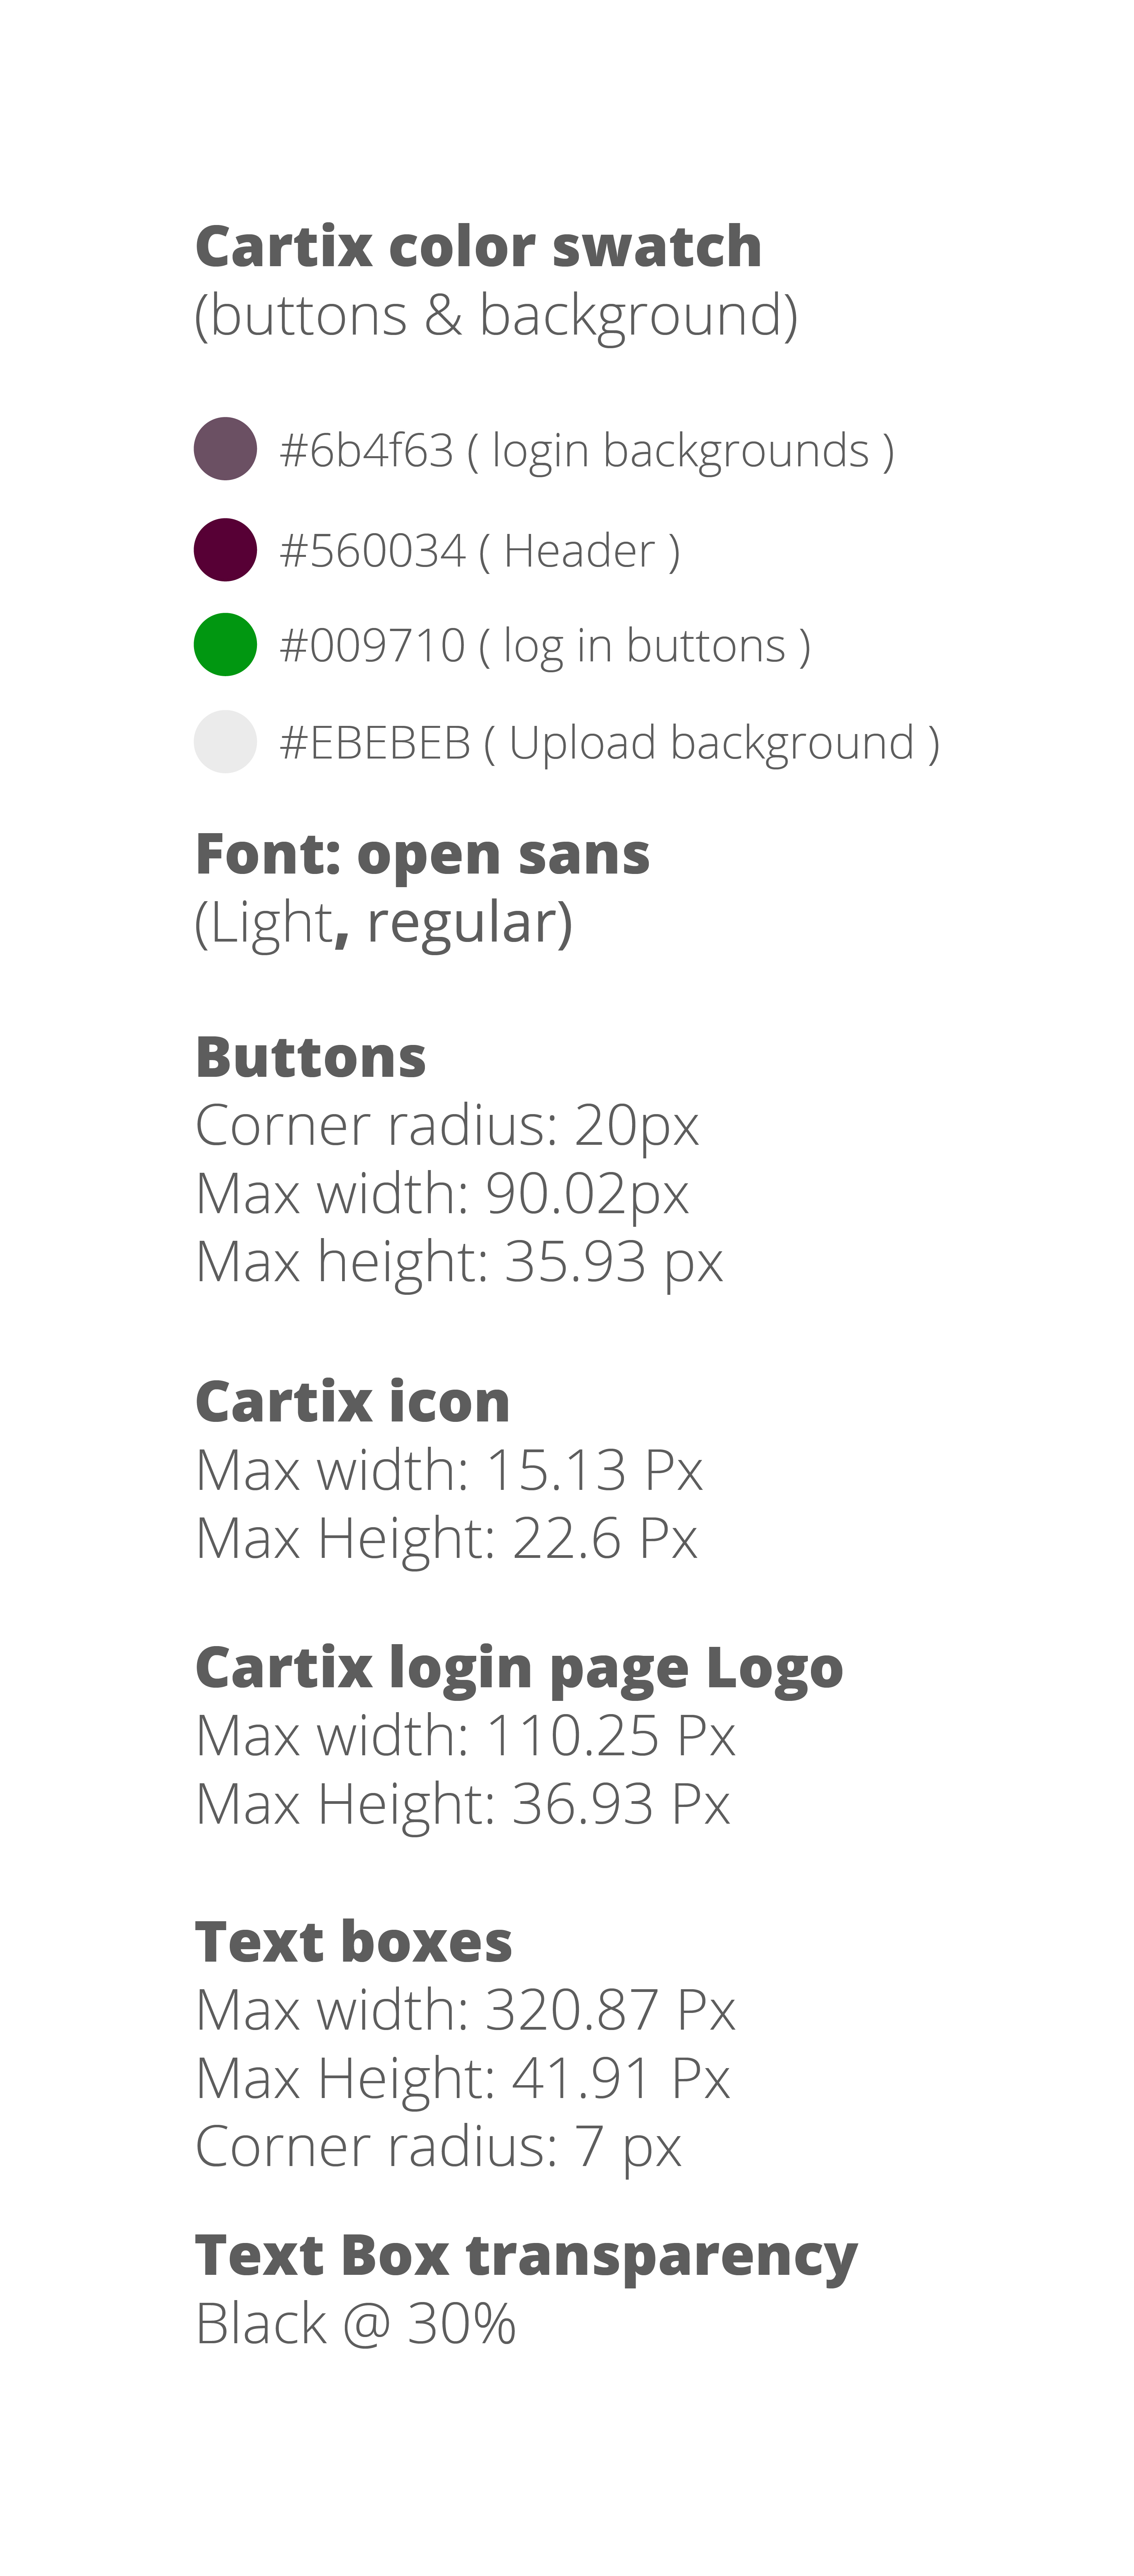 Cartix color swatch
(buttons & background)
#6b4f63 ( login backgrounds )
#560034 ( Header )
#009710 ( log in buttons )
#EBEBEB ( Upload background )
Font: open sans
(Light, regular)
Buttons
Corner radius: 20px
Max width: 90.02px
Max height: 35.93 px
Cartix icon
Max width: 15.13 Px
Max Height: 22.6 Px
Cartix login page Logo
Max width: 110.25 Px
Max Height: 36.93 Px
Text boxes
Max width: 320.87 Px
Max Height: 41.91 Px
Corner radius: 7 px
Text Box transparency
Black @ 30%